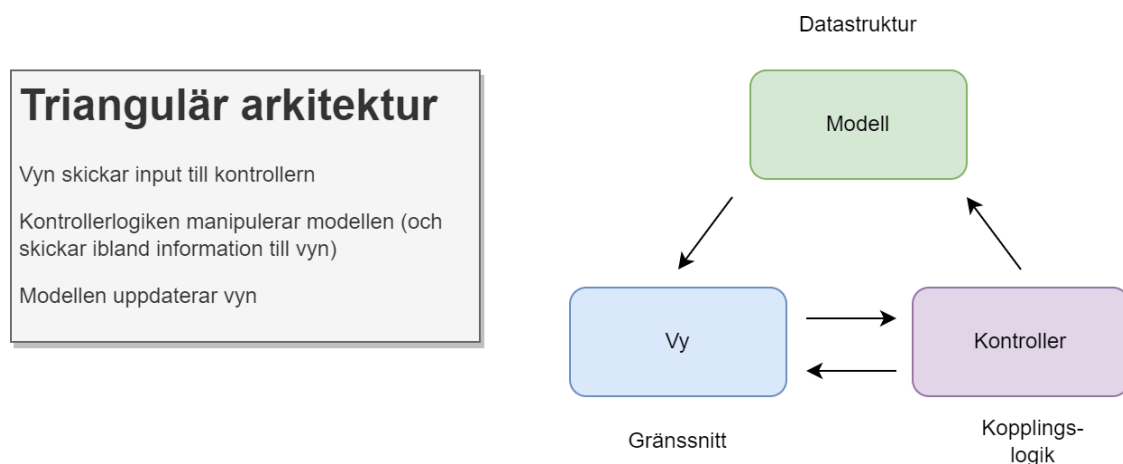 Triangulär arkitektur
Vyn skickar input till kontrollern
Kontrollerlogiken manipulerar modellen (och
skickar ibland information till vyn)
Modellen uppdaterar vyn
Datastruktur
Modell
Vy
Kontroller
Gränssnitt
Kopplings-
logik